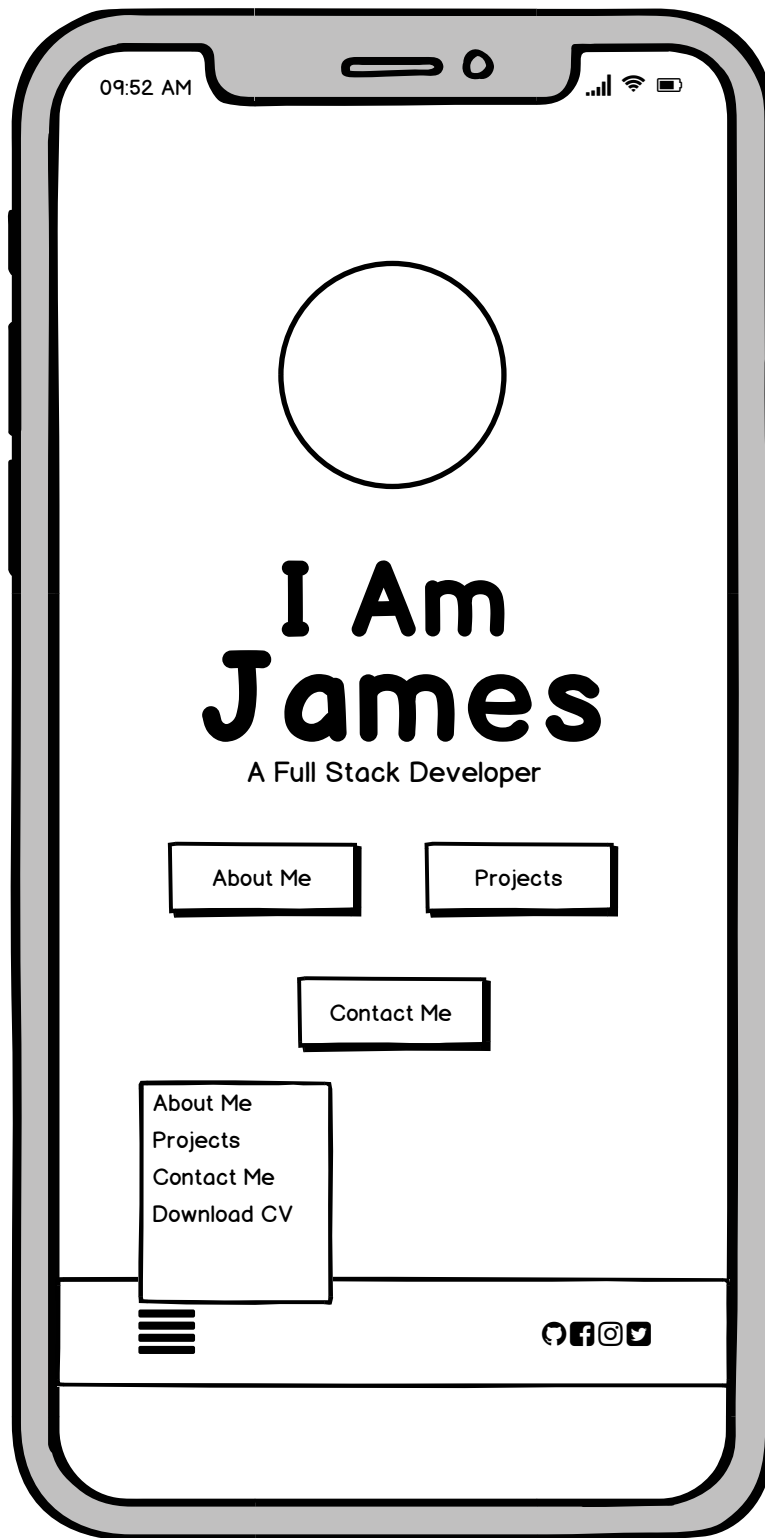 09:52 AM
I Am
James
A Full Stack Developer
About Me
Projects
Contact Me
About Me
Projects
Contact Me
Download CV